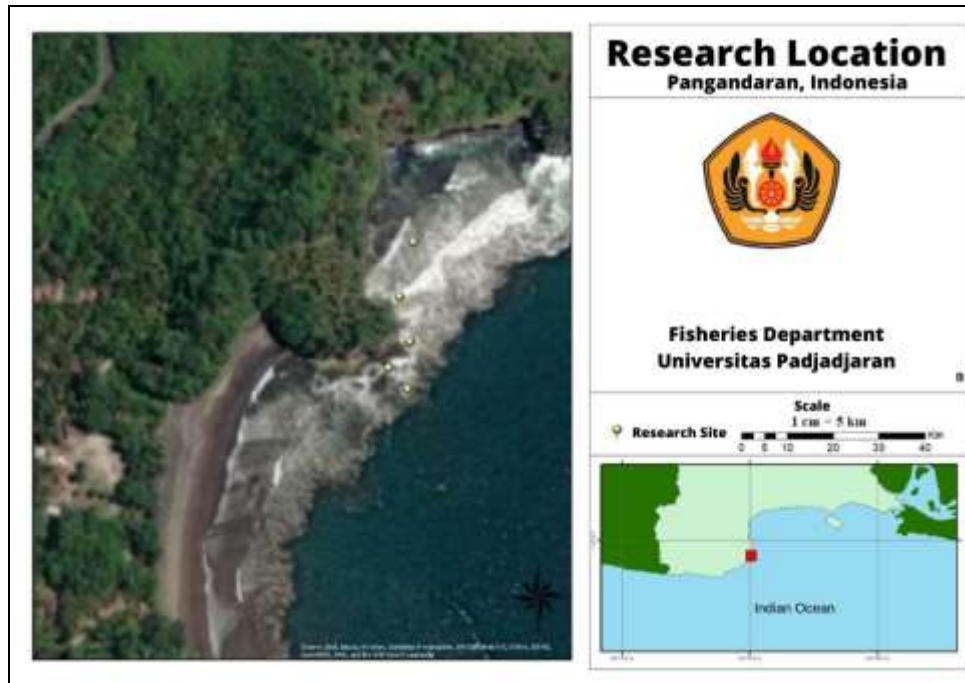 Research Location
Pangandaran, Indonesia
Fisheries Department
Universitas Padjadjaran
Scale
1 cm = 5 km
Research Site
0 5 10 20 30 40
Indian Ocean